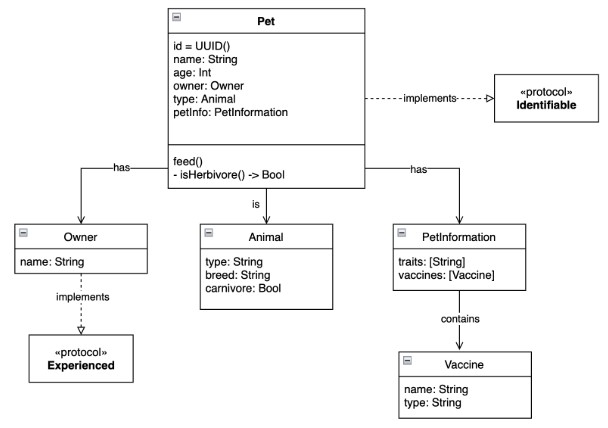 Pet
id = UUID()
name: String
age: Int
owner: Owner
type: Animal
petInfo: PetInformation
implements
«protocol»
Identifiable
feed()
- isHerbivore() -> Bool
has
is
has
Owner
name: String
Animal
type: String
breed: String
carnivore: Bool
PetInformation
traits: [String]
vaccines: [Vaccine]
implements
contains
«protocol»
Experienced
Vaccine
name: String
type: String